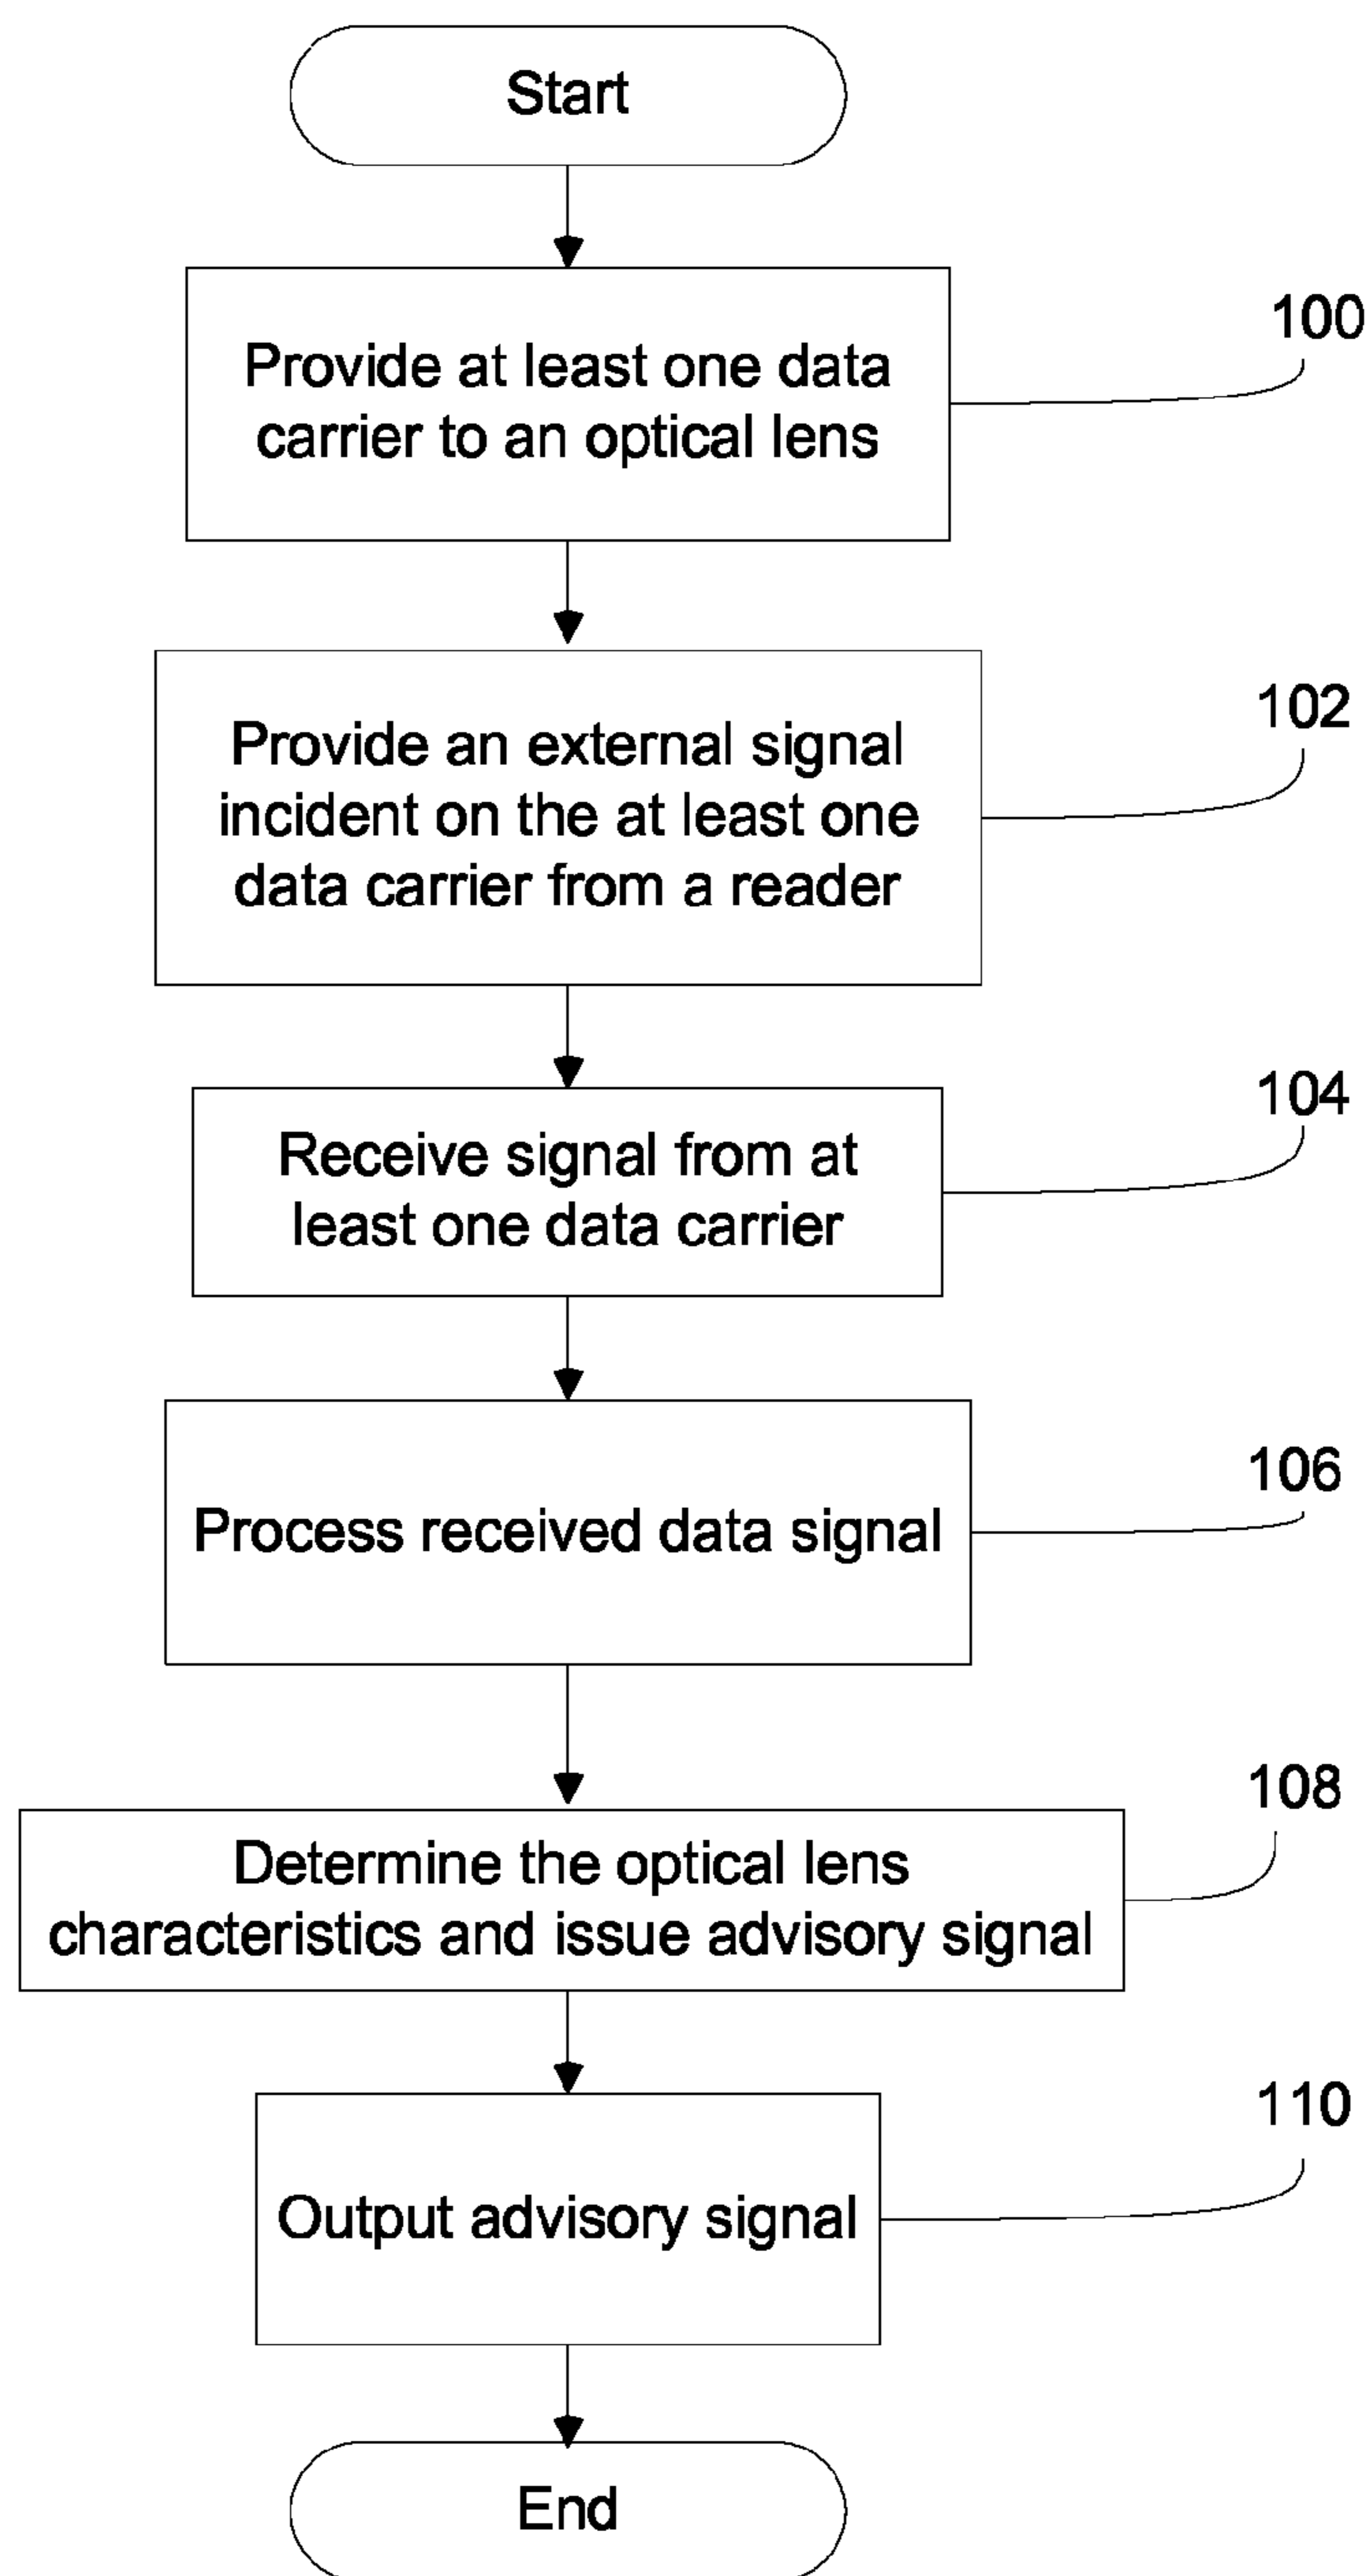 Start
Provide at least one data
carrier to an optical lens
100
Provide an external signal
incident on the at least one
data carrier from a reader
102
Receive signal from at
least one data carrier
104
Process received data signal
106
Determine the optical lens
characteristics and issue advisory signal
108
Output advisory signal
110
End